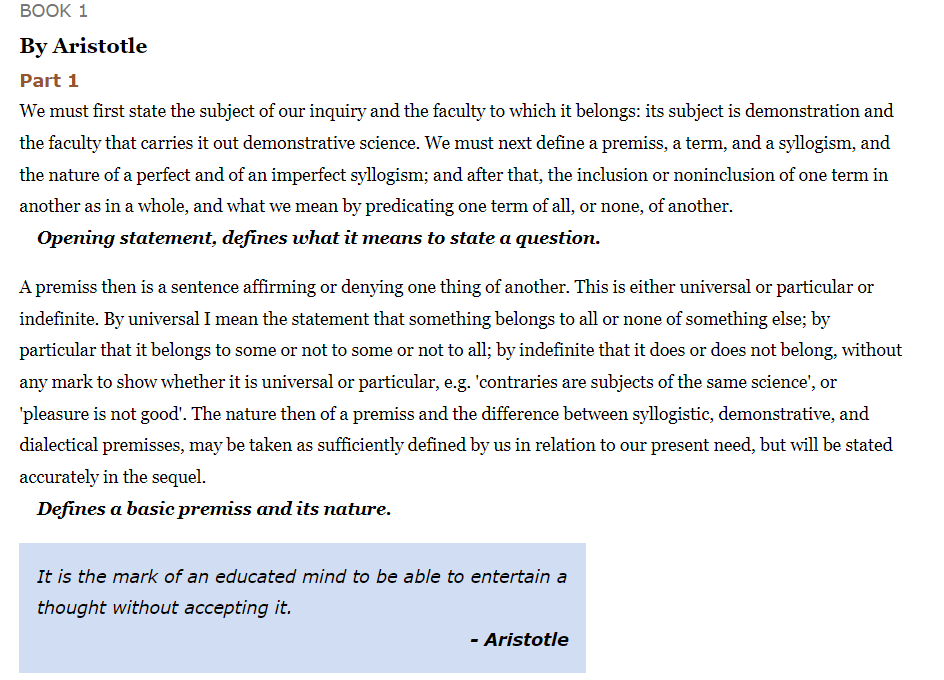 BOOK 1
By Aristotle
Part 1
We must first state the subject of our inquiry and the faculty to which it belongs: its subject is demonstration and
the faculty that carries it out demonstrative science. We must next define a premiss, a term, and a syllogism, and
the nature of a perfect and of an imperfect syllogism; and after that, the inclusion or noninclusion of one term in
another as in a whole, and what we mean by predicating one term of all, or none, of another.
Opening statement, defines what it means to state a question.
A premiss then is a sentence affirming or denying one thing of another. This is either universal or particular or
indefinite. By universal I mean the statement that something belongs to all or none of something else; by
particular that it belongs to some or not to some or not to all; by indefinite that it does or does not belong, without
any mark to show whether it is universal or particular, e.g. 'contraries are subjects of the same science', or
'pleasure is not good'. The nature then of a premiss and the difference between syllogistic, demonstrative, and
dialectical premisses, may be taken as sufficiently defined by us in relation to our present need, but will be stated
accurately in the sequel.
Defines a basic premiss and its nature.
It is the mark of an educated mind to be able to entertain a
thought without accepting it.
- Aristotle